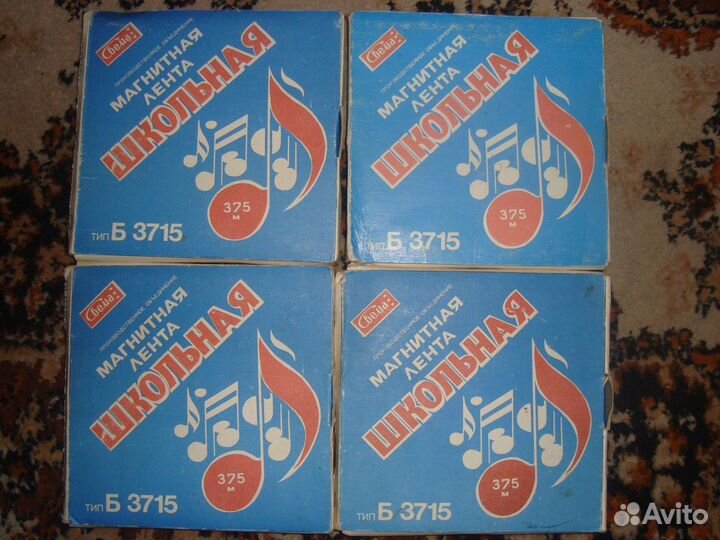 Свема
ПРОИЗВОДСТВЕННОЕ ОБЪЕДИНЕНИЕ
МАГНИТНАЯ
ЛЕНТА
ШКОЛЬНАЯ
375
М
ТИП Б 3715
Свема
ПРОИЗВОДСТВЕННОЕ ОБЪЕДИНЕНИЕ
МАГНИТНАЯ
ЛЕНТА
ШКОЛЬНАЯ
375
М
ТИП Б 3715
Свема
ПРОИЗВОДСТВЕННОЕ ОБЪЕДИНЕНИЕ
МАГНИТНАЯ
ЛЕНТА
ШКОЛЬНАЯ
375
М
ТИП Б 3715
Свема
ПРОИЗВОДСТВЕННОЕ ОБЪЕДИНЕНИЕ
МАГНИТНАЯ
ЛЕНТА
ШКОЛЬНАЯ
375
М
ТИП Б 3715
Avito